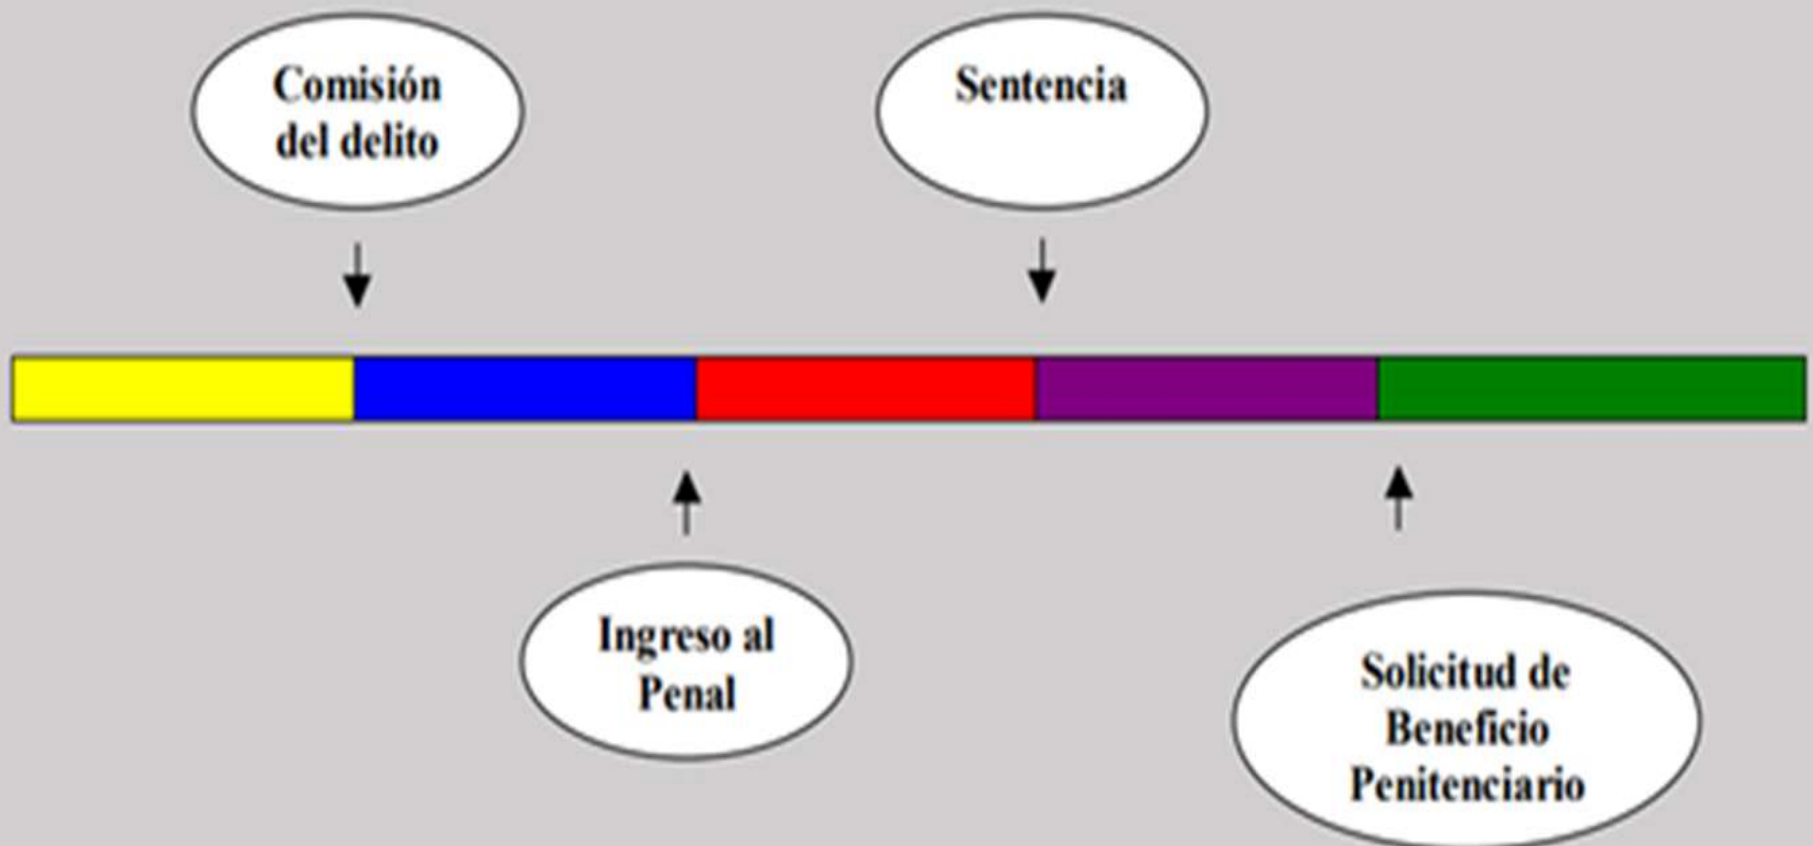 Comisión
del delito
Sentencia
Ingreso al
Penal
Solicitud de
Beneficio
Penitenciario